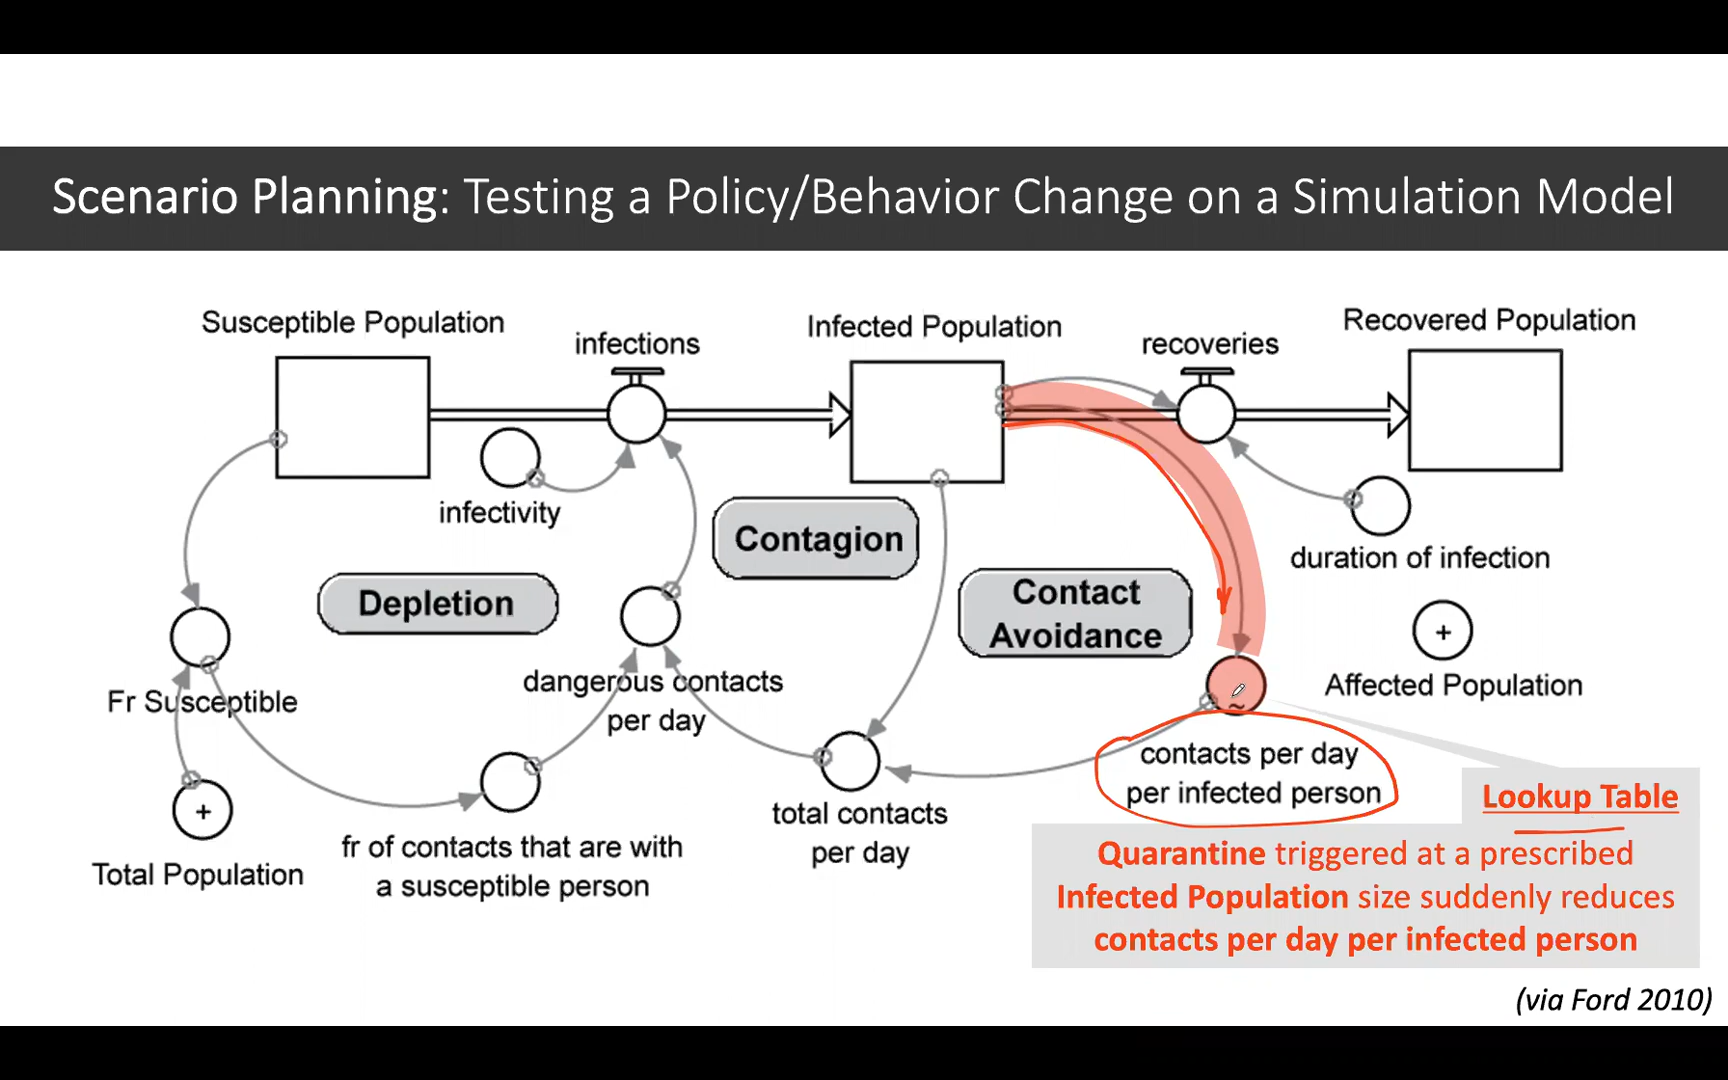 Scenario Planning: Testing a Policy/Behavior Change on a Simulation Model
Susceptible Population
infections
Infected Population
recoveries
Recovered Population
infectivity
Contagion
duration of infection
Depletion
Contact
Avoidance
+
Affected Population
Fr Susceptible
dangerous contacts
per day
~
contacts per day
per infected person
+
Total Population
fr of contacts that are with
a susceptible person
total contacts
per day
Lookup Table
Quarantine triggered at a prescribed
Infected Population size suddenly reduces
contacts per day per infected person
(via Ford 2010)